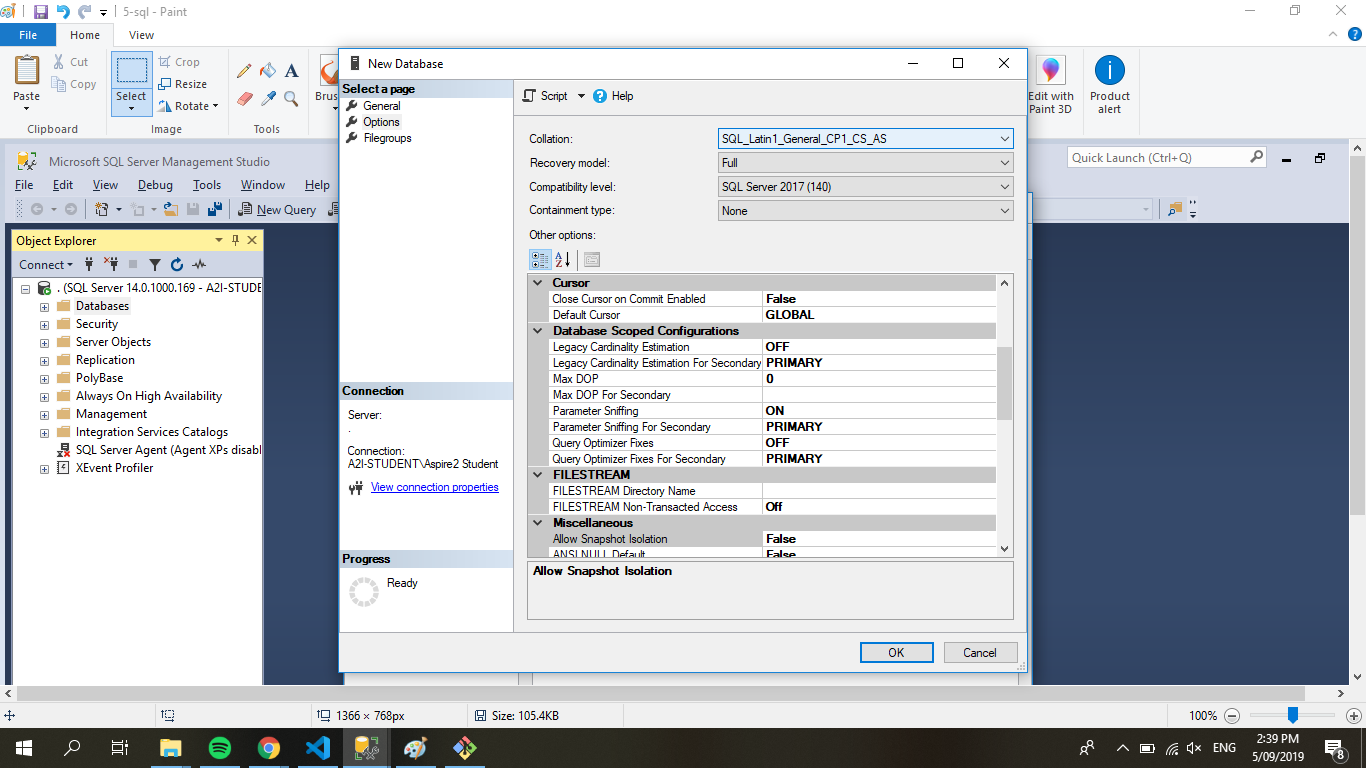 5-sql - Paint
File Home View
Paste
Cut
Copy
Clipboard
Select
Crop
Resize
Rotate
Image
Tools
Edit with Paint 3D
Product alert
New Database
Select a page
General
Options
Filegroups
Script Help
Collation: SQL_Latin1_General_CP1_CS_AS
Recovery model: Full
Compatibility level: SQL Server 2017 (140)
Containment type: None
Other options:
Cursor
Close Cursor on Commit Enabled False
Default Cursor GLOBAL
Database Scoped Configurations
Legacy Cardinality Estimation OFF
Legacy Cardinality Estimation For Secondary PRIMARY
Max DOP 0
Max DOP For Secondary
Parameter Sniffing ON
Parameter Sniffing For Secondary PRIMARY
Query Optimizer Fixes OFF
Query Optimizer Fixes For Secondary PRIMARY
FILESTREAM
FILESTREAM Directory Name
FILESTREAM Non-Transacted Access Off
Miscellaneous
Allow Snapshot Isolation False
ANSI NULL Default False
Allow Snapshot Isolation
Connection
Server:
.
Connection:
A2I-STUDENT\Aspire2 Student
View connection properties
Progress
Ready
OK Cancel
Microsoft SQL Server Management Studio
Quick Launch (Ctrl+Q)
File Edit View Debug Tools Window Help
New Query
Object Explorer
Connect
. (SQL Server 14.0.1000.169 - A2I-STUDE
Databases
Security
Server Objects
Replication
PolyBase
Always On High Availability
Management
Integration Services Catalogs
SQL Server Agent (Agent XPs disabl
XEvent Profiler
1366 × 768px
Size: 105.4KB
100%
ENG
2:39 PM
5/09/2019
8